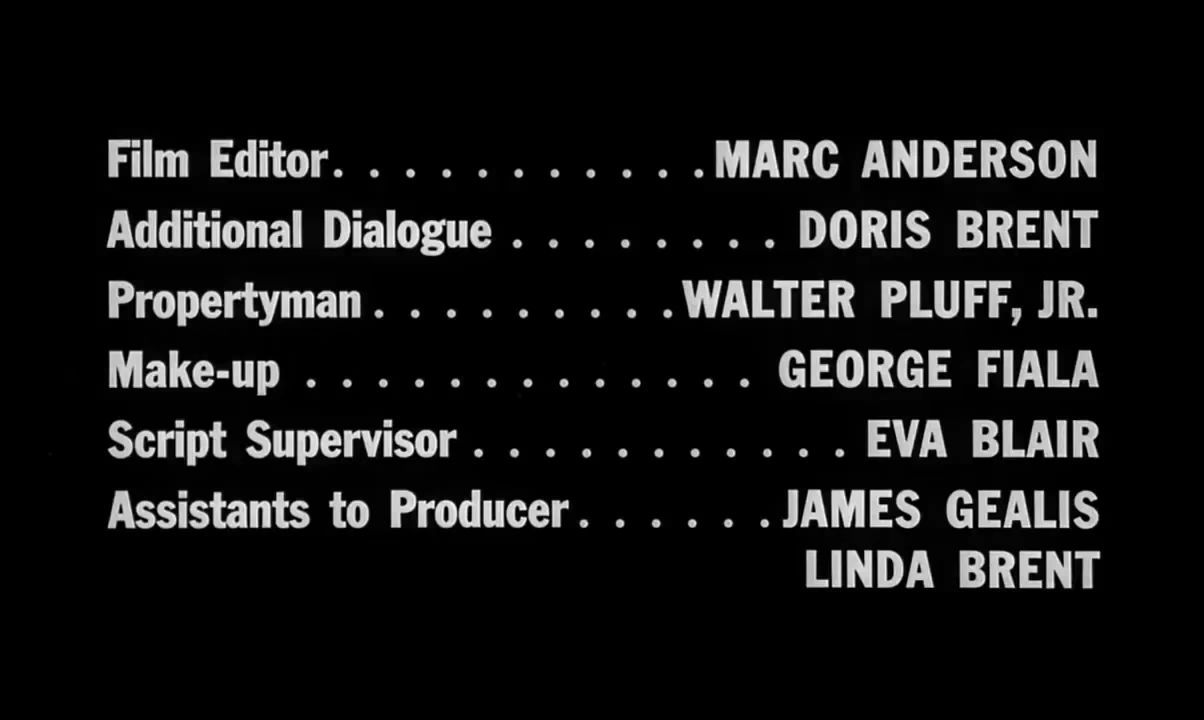 Film Editor. . . . . . . . . . . MARC ANDERSON
Additional Dialogue . . . . . . . . DORIS BRENT
Propertyman . . . . . . . . . WALTER PLUFF, JR.
Make-up . . . . . . . . . . . . . GEORGE FIALA
Script Supervisor . . . . . . . . . . . EVA BLAIR
Assistants to Producer. . . . . . JAMES GEALIS
LINDA BRENT